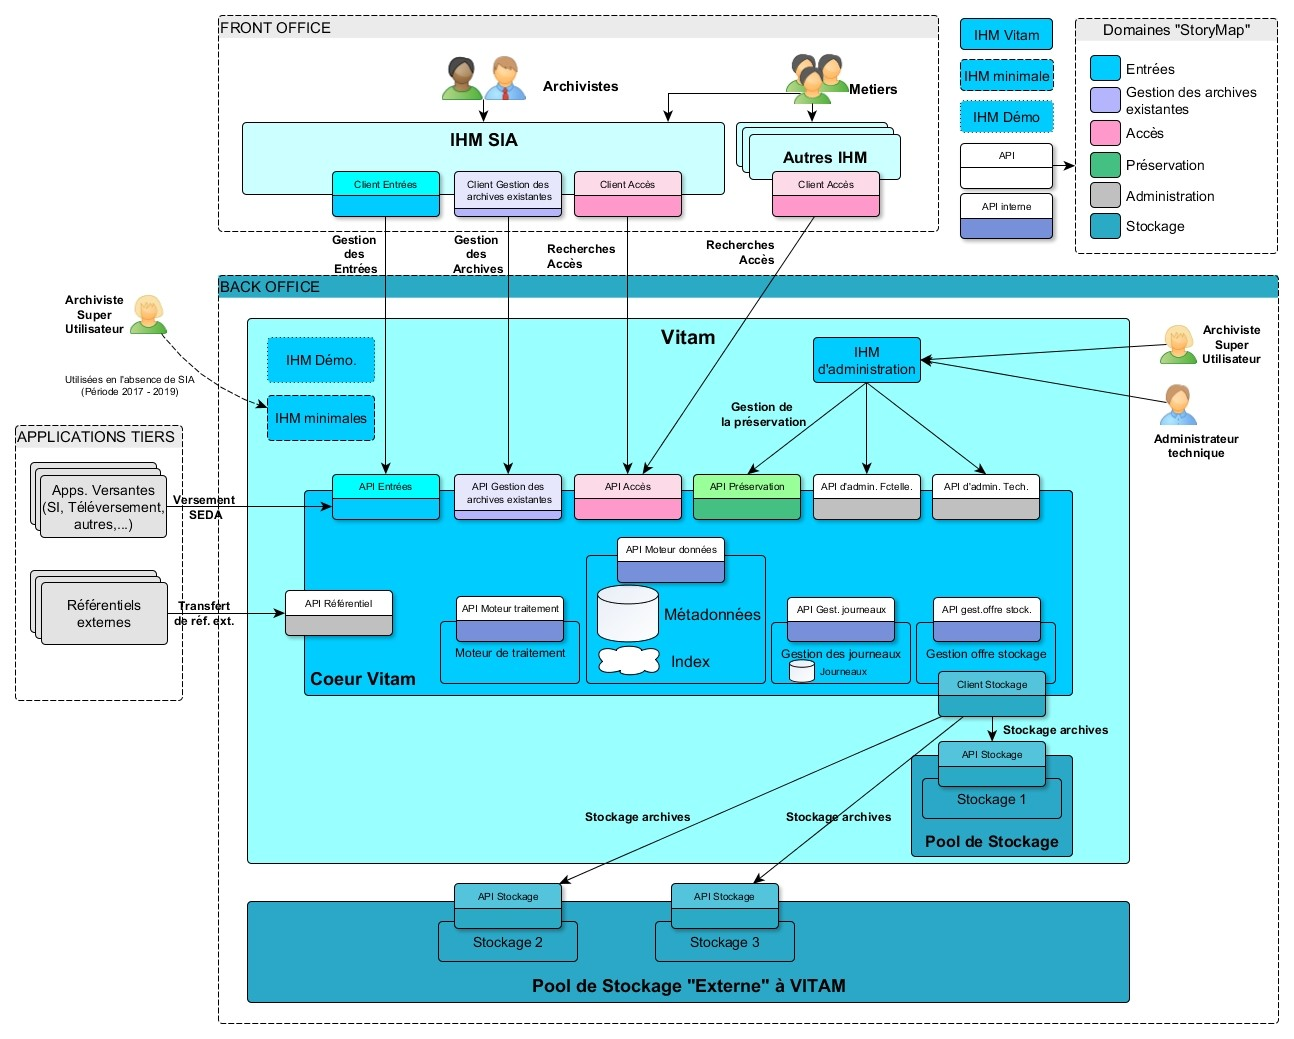 FRONT OFFICE
Archivistes
Metiers
IHM SIA
Autres IHM
Client Entrées
Client Gestion des
archives existantes
Client Accès
Client Accès
IHM Vitam
IHM minimale
IHM Démo
API
API interne
Domaines "StoryMap"
Entrées
Gestion des archives
existantes
Accès
Préservation
Administration
Stockage
Gestion
des
Entrées
Gestion
des
Archives
Recherches
Accès
Recherches
Accès
BACK OFFICE
Archiviste
Super
Utilisateur
Utilisées en l'absence de SIA
(Période 2017 - 2019)
Vitam
IHM Démo.
IHM minimales
IHM
d'administration
Archiviste
Super
Utilisateur
Administrateur
technique
Gestion de
la préservation
APPLICATIONS TIERS
Apps. Versantes
(SI, Téléversement,
autres,...)
Versement
SEDA
Référentiels
externes
Transfert
de réf. ext.
API Entrées
API Gestion des
archives existantes
API Accès
API Préservation
API d'admin. Fctelle.
API d'admin. Tech.
API Référentiel
API Moteur traitement
Moteur de traitement
API Moteur données
Métadonnées
Index
API Gest. journeaux
Gestion des journeaux
Journeaux
API gest.offre stock.
Gestion offre stockage
Coeur Vitam
Client Stockage
Stockage archives
API Stockage
Stockage 1
Pool de Stockage
Stockage archives
Stockage archives
API Stockage
Stockage 2
API Stockage
Stockage 3
Pool de Stockage "Externe" à VITAM